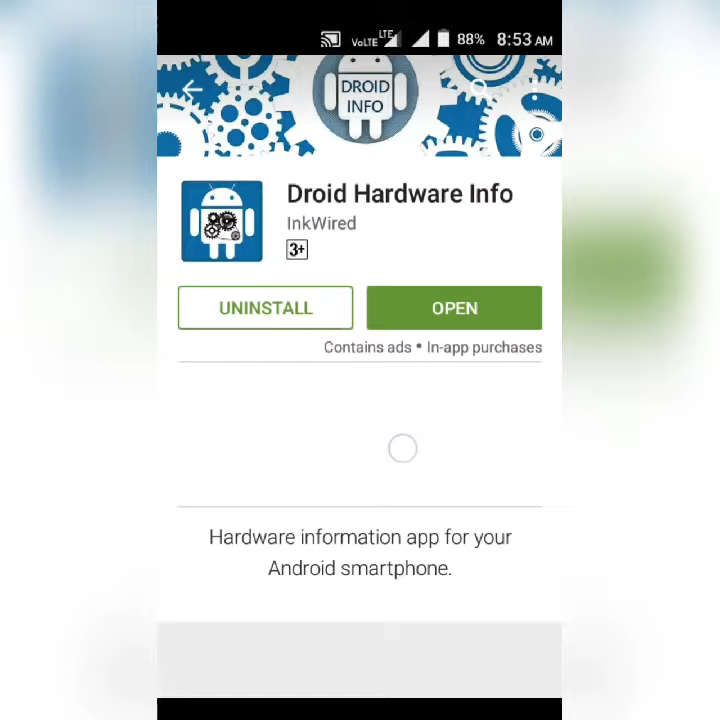 VoLTE LTE 88% 8:53 AM
DROID
INFO
Droid Hardware Info
InkWired
3+
UNINSTALL OPEN
Contains ads • In-app purchases
Hardware information app for your
Android smartphone.